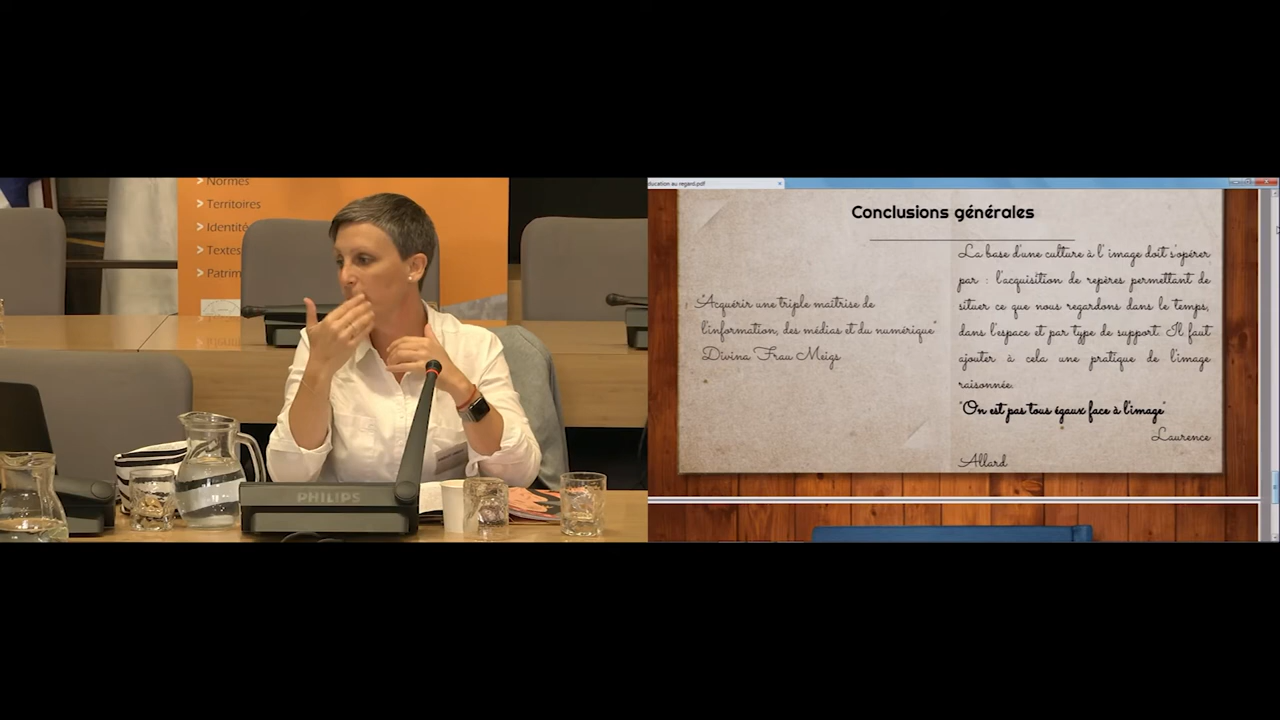 > Normes
> Territoires
> Identité
> Textes
> Patrim
PHILIPS
ducation au regard.pdf
Conclusions générales
"Acquérir une triple maîtrise de
l'information, des médias et du numérique"
Divina Frau Meigs
La base d'une culture à l'image doit s'opérer
par : l'acquisition de repères permettant de
situer ce que nous regardons dans le temps,
dans l'espace et par type de support. Il faut
ajouter à cela une pratique de l'image
raisonnée.
"On est pas tous égaux face à l'image"
Laurence
Allard